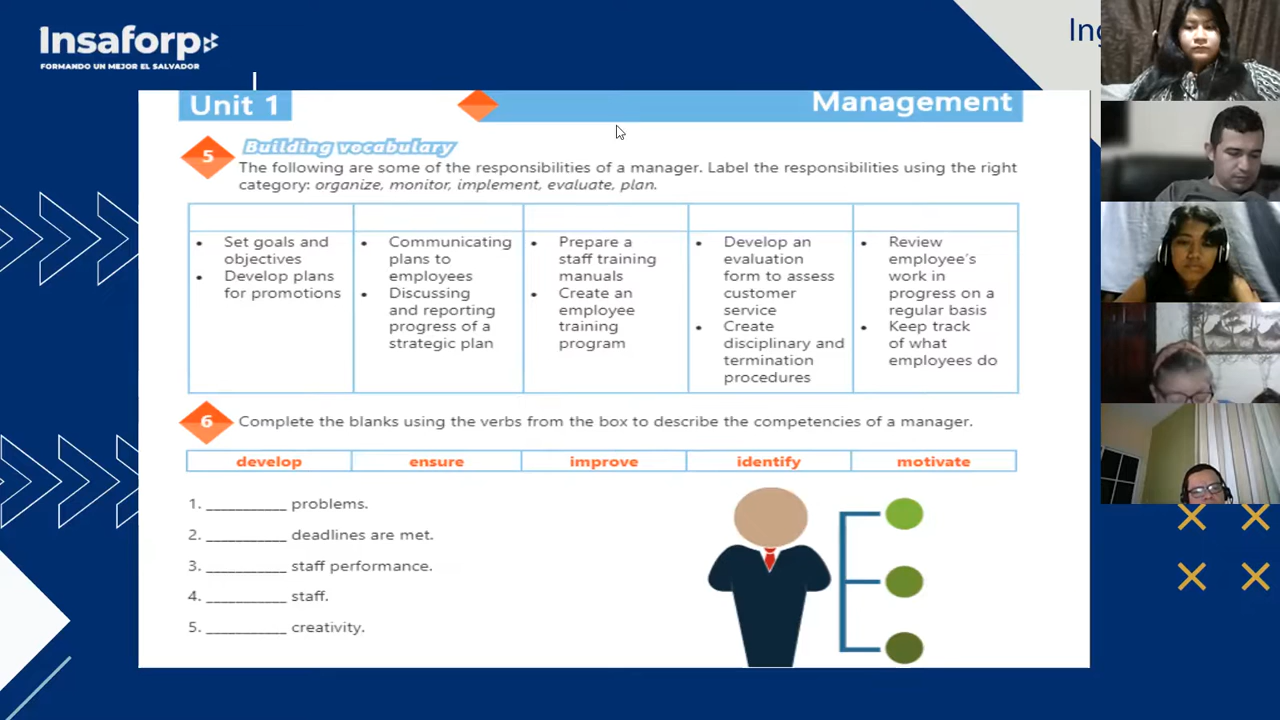 Insaforp
FORMANDO UN MEJOR EL SALVADOR
Unit 1
Management
5
Building vocabulary
The following are some of the responsibilities of a manager. Label the responsibilities using the right
category: organize, monitor, implement, evaluate, plan.
• Set goals and
objectives
• Develop plans
for promotions
• Communicating
plans to
employees
• Discussing
and reporting
progress of a
strategic plan
• Prepare a
staff training
manuals
• Create an
employee
training
program
• Develop an
evaluation
form to assess
customer
service
• Create
disciplinary and
termination
procedures
• Review
employee's
work in
progress on a
regular basis
• Keep track
of what
employees do
6
Complete the blanks using the verbs from the box to describe the competencies of a manager.
develop ensure improve identify motivate
1. ___________ problems.
2. ___________ deadlines are met.
3. ___________ staff performance.
4. ___________ staff.
5. ___________ creativity.